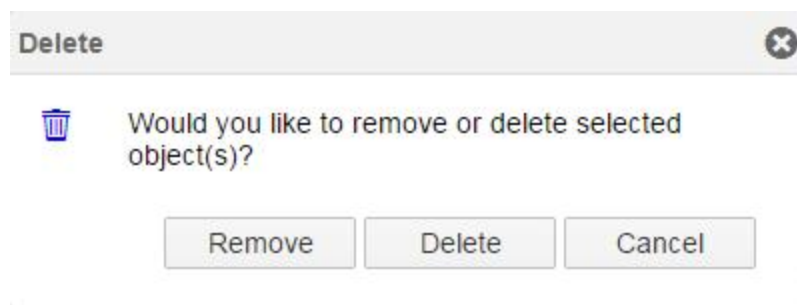 Delete
Would you like to remove or delete selected
object(s)?
Remove Delete Cancel